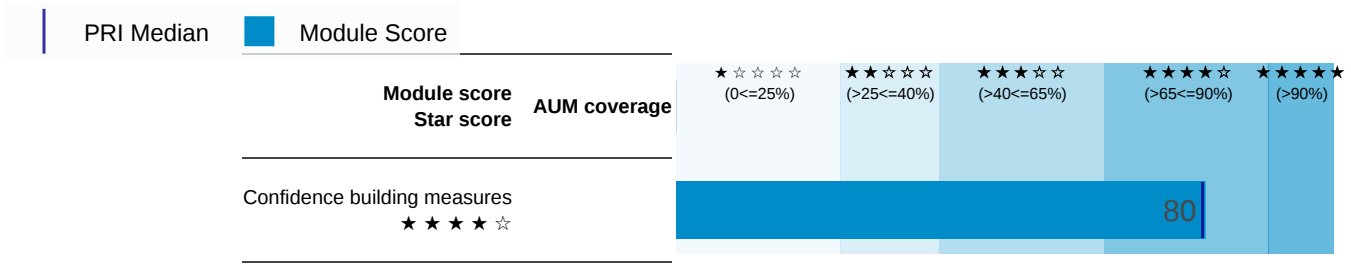 PRI Median Module Score
Module score
Star score
AUM coverage
★ ☆ ☆ ☆ ☆
(0<=25%)
★ ★ ☆ ☆ ☆
(>25<=40%)
★ ★ ★ ☆ ☆
(>40<=65%)
★ ★ ★ ★ ☆
(>65<=90%)
★ ★ ★ ★ ★
(>90%)
Confidence building measures
★ ★ ★ ★ ☆
80